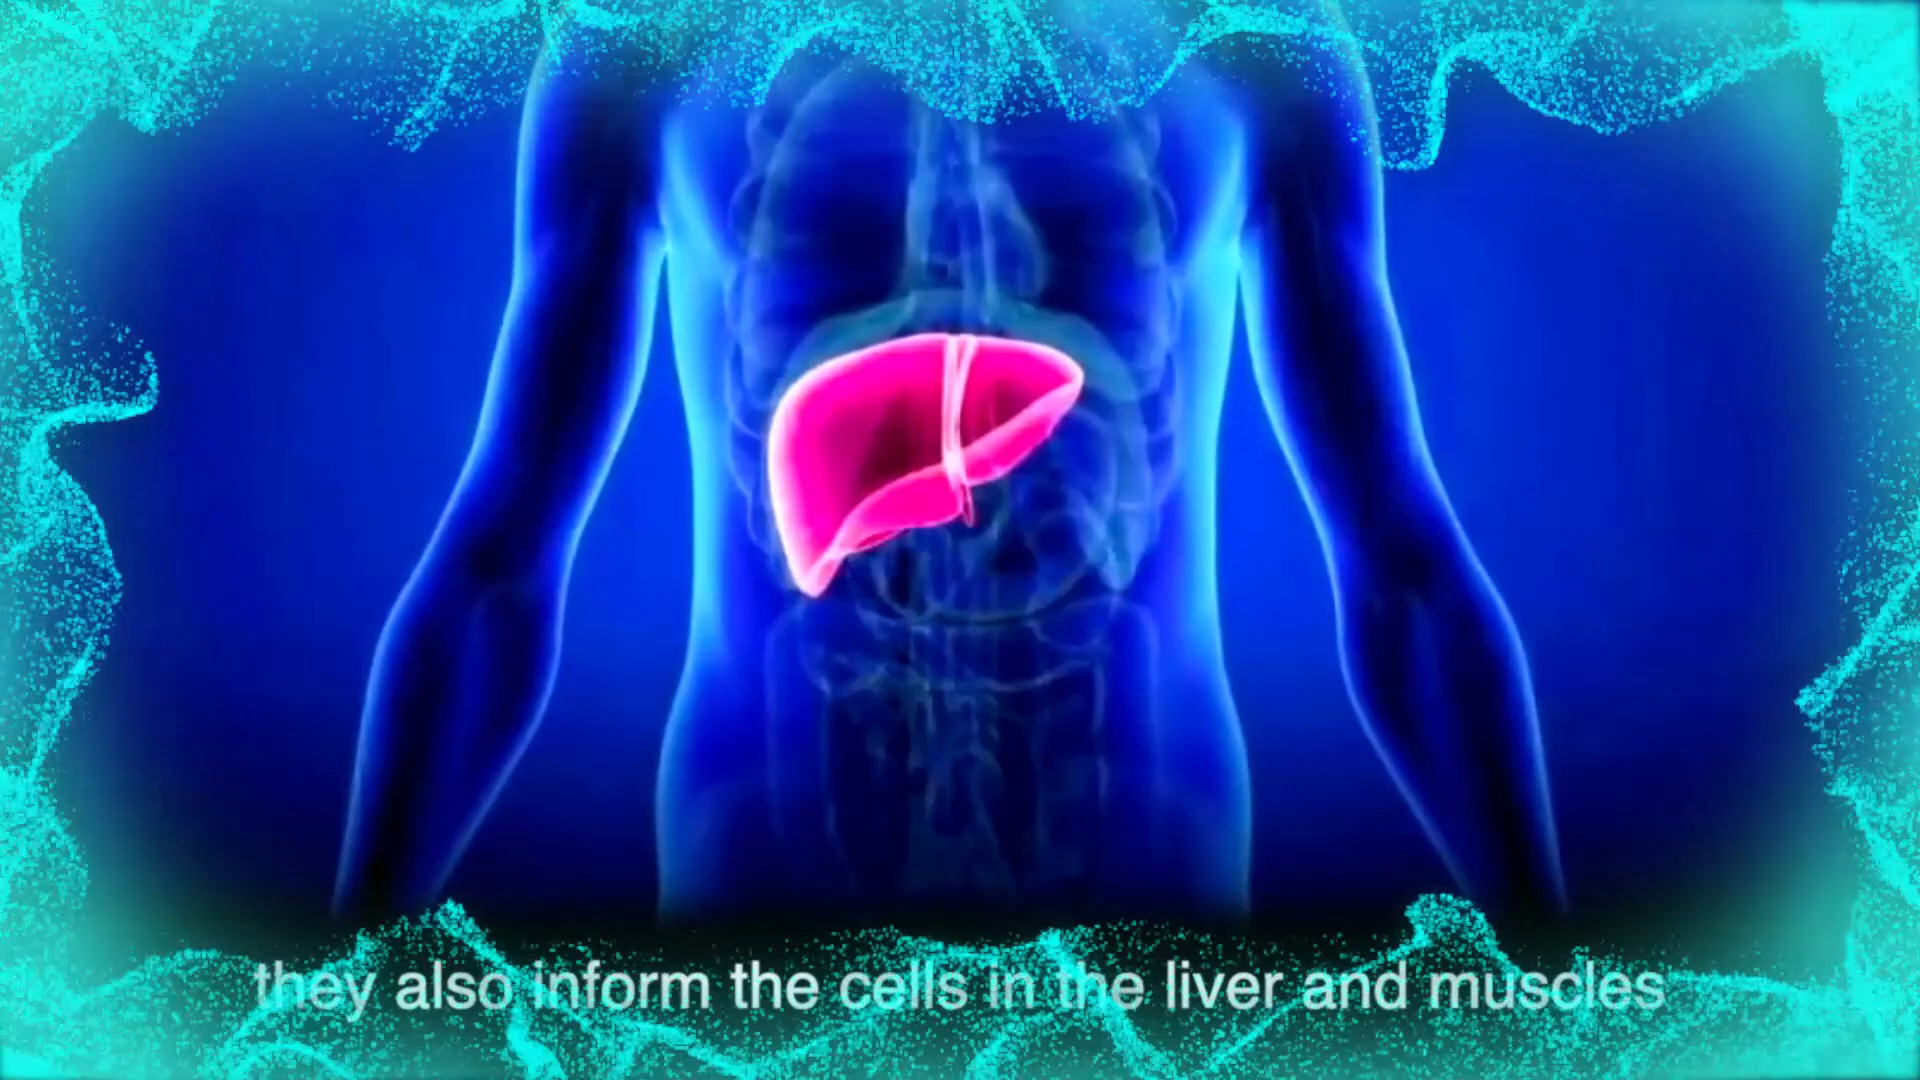 they also inform the cells in the liver and muscles